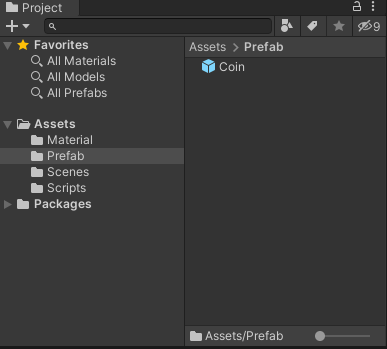 Project
9
Favorites
All Materials
All Models
All Prefabs
Assets
Material
Prefab
Scenes
Scripts
Packages
Assets > Prefab
Coin
Assets/Prefab